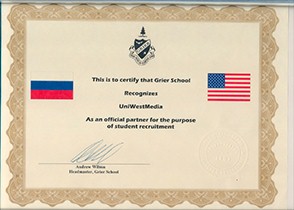 This is to certify that Grier School
Recognizes
UniWestMedia
As an official partner for the purpose
of student recruitment
Andrew Wilson
Headmaster, Grier School